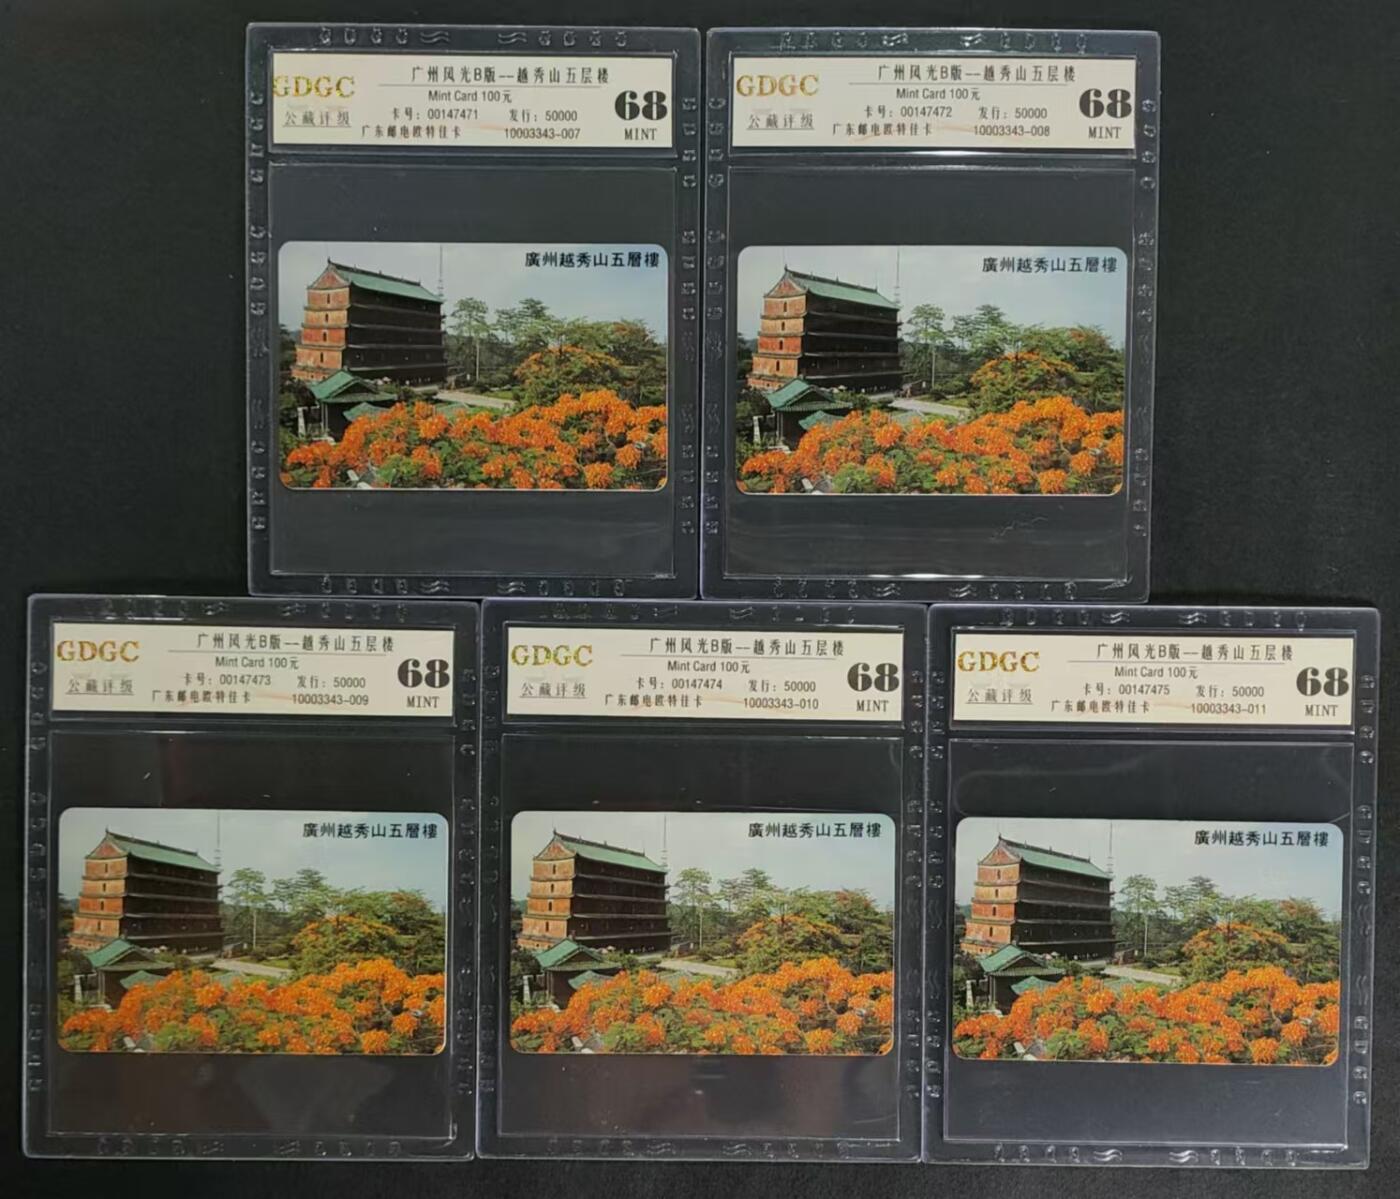 GDGC
公藏评级
广州风光B版--越秀山五层楼
Mint Card 100元
卡号: 00147471 发行: 50000
广东邮电欧特佳卡 10003343-007
68
MINT
廣州越秀山五層樓
GDGC
公藏评级
广州风光B版--越秀山五层楼
Mint Card 100元
卡号: 00147472 发行: 50000
广东邮电欧特佳卡 10003343-008
68
MINT
廣州越秀山五層樓
GDGC
公藏评级
广州风光B版--越秀山五层楼
Mint Card 100元
卡号: 00147473 发行: 50000
广东邮电欧特佳卡 10003343-009
68
MINT
廣州越秀山五層樓
GDGC
公藏评级
广州风光B版--越秀山五层楼
Mint Card 100元
卡号: 00147474 发行: 50000
广东邮电欧特佳卡 10003343-010
68
MINT
廣州越秀山五層樓
GDGC
公藏评级
广州风光B版--越秀山五层楼
Mint Card 100元
卡号: 00147475 发行: 50000
广东邮电欧特佳卡 10003343-011
68
MINT
廣州越秀山五層樓